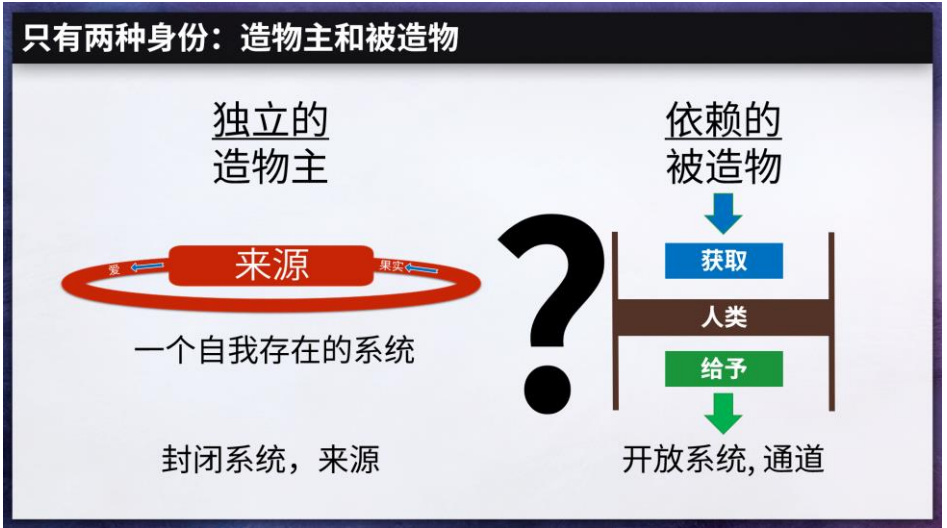 只有两种身份：造物主和被造物
独立的
造物主
爱
来源
果实
一个自我存在的系统
封闭系统，来源
?
依赖的
被造物
获取
人类
给予
开放系统, 通道